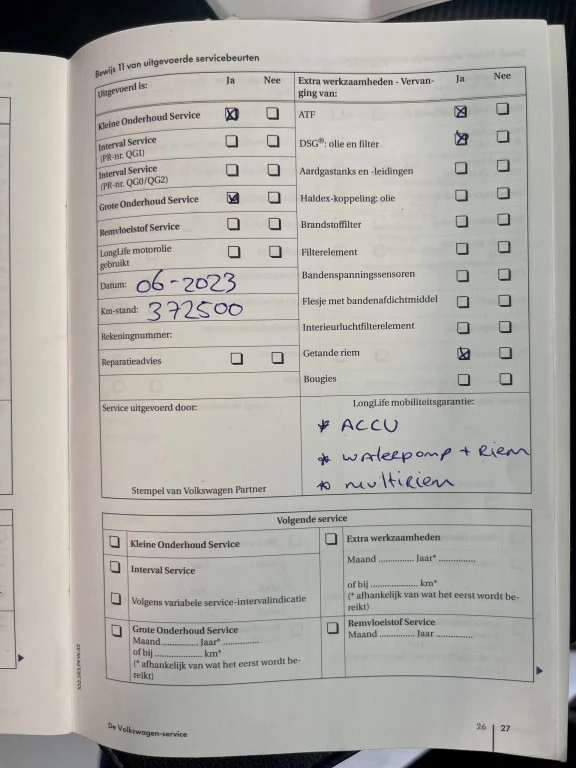 Bewijs 11 van uitgevoerde servicebeurten
Uitgevoerd is: Ja Nee
Kleine Onderhoud Service
Interval Service
(PR-nr. QG1)
Interval Service
(PR-nr. QG0/QG2)
Grote Onderhoud Service
Remvloeistof Service
LongLife motorolie
gebruikt
Datum: 06-2023
Km-stand: 372500
Rekeningnummer:
Reparatieadvies
Extra werkzaamheden - Vervan-
ging van: Ja Nee
ATF
DSG®: olie en filter
Aardgastanks en -leidingen
Haldex-koppeling: olie
Brandstoffilter
Filterelement
Bandenspanningssensoren
Flesje met bandenafdichtmiddel
Interieurluchtfilterelement
Getande riem
Bougies
Service uitgevoerd door:
Stempel van Volkswagen Partner
LongLife mobiliteitsgarantie:
* ACCU
* waterpomp + Riem
* multiriem
Volgende service
Kleine Onderhoud Service
Interval Service
Volgens variabele service-intervalindicatie
Grote Onderhoud Service
Maand .............. Jaar* ..............
of bij .................. km*
(* afhankelijk van wat het eerst wordt be-
reikt)
Extra werkzaamheden
Maand .............. Jaar* ..............
of bij .................. km*
(* afhankelijk van wat het eerst wordt be-
reikt)
Remvloeistof Service
Maand .............. Jaar ..............
De Volkswagen-service
26 27